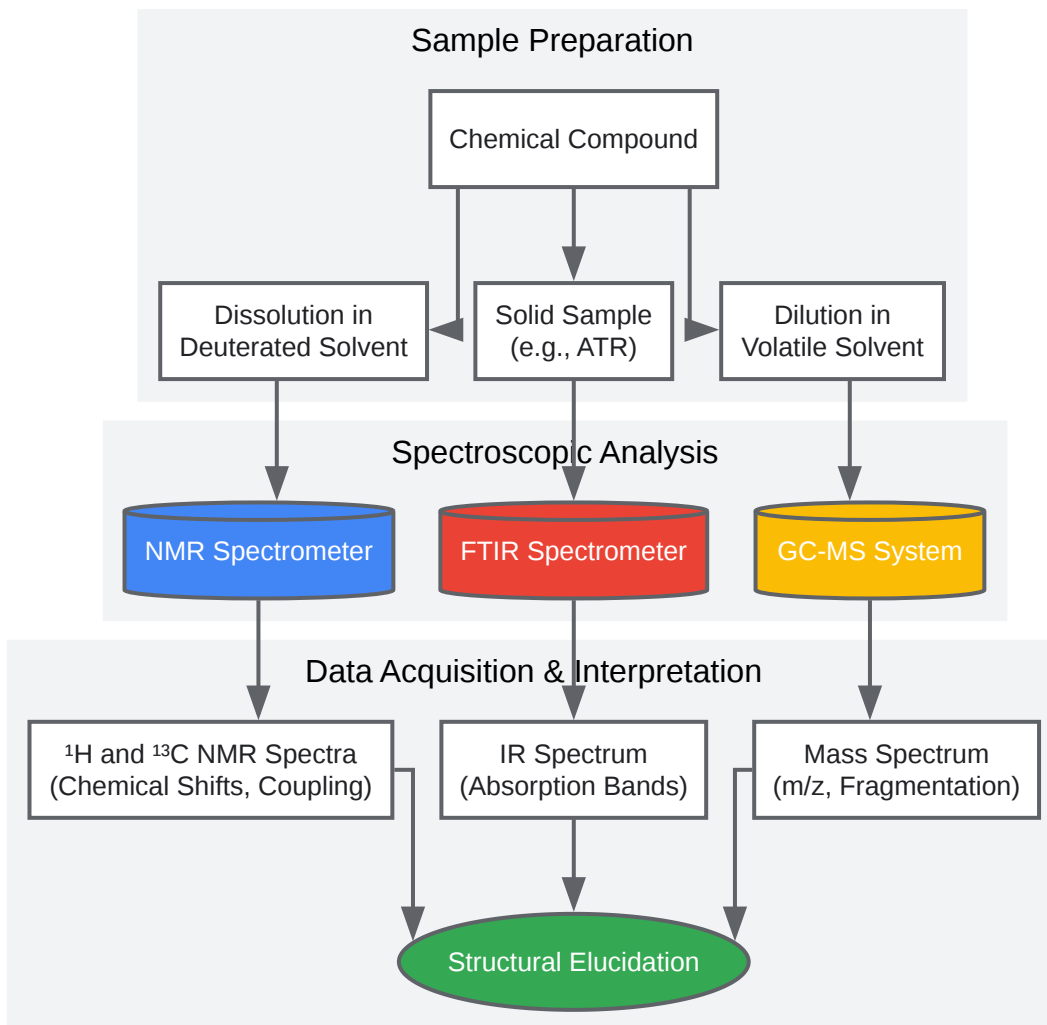 Sample Preparation
Chemical Compound
Dissolution in
Deuterated Solvent
Solid Sample
(e.g., ATR)
Dilution in
Volatile Solvent
Spectroscopic Analysis
NMR Spectrometer
FTIR Spectrometer
GC-MS System
Data Acquisition & Interpretation
¹H and ¹³C NMR Spectra
(Chemical Shifts, Coupling)
IR Spectrum
(Absorption Bands)
Mass Spectrum
(m/z, Fragmentation)
Structural Elucidation